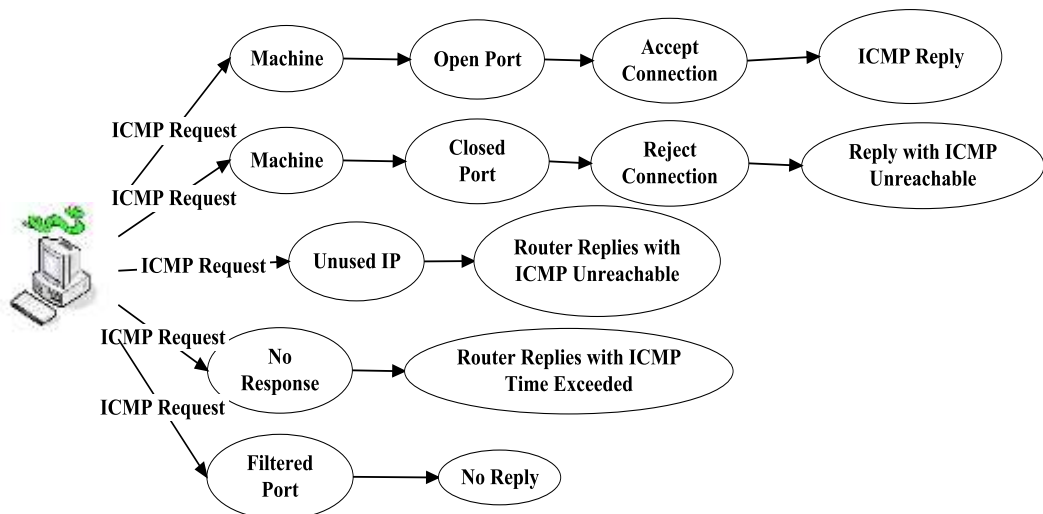 Machine
Open Port
Accept
Connection
ICMP Reply
ICMP Request
Machine
Closed
Port
Reject
Connection
Reply with ICMP
Unreachable
ICMP Request
ICMP Request
Unused IP
Router Replies with
ICMP Unreachable
ICMP Request
No
Response
Router Replies with ICMP
Time Exceeded
ICMP Request
Filtered
Port
No Reply